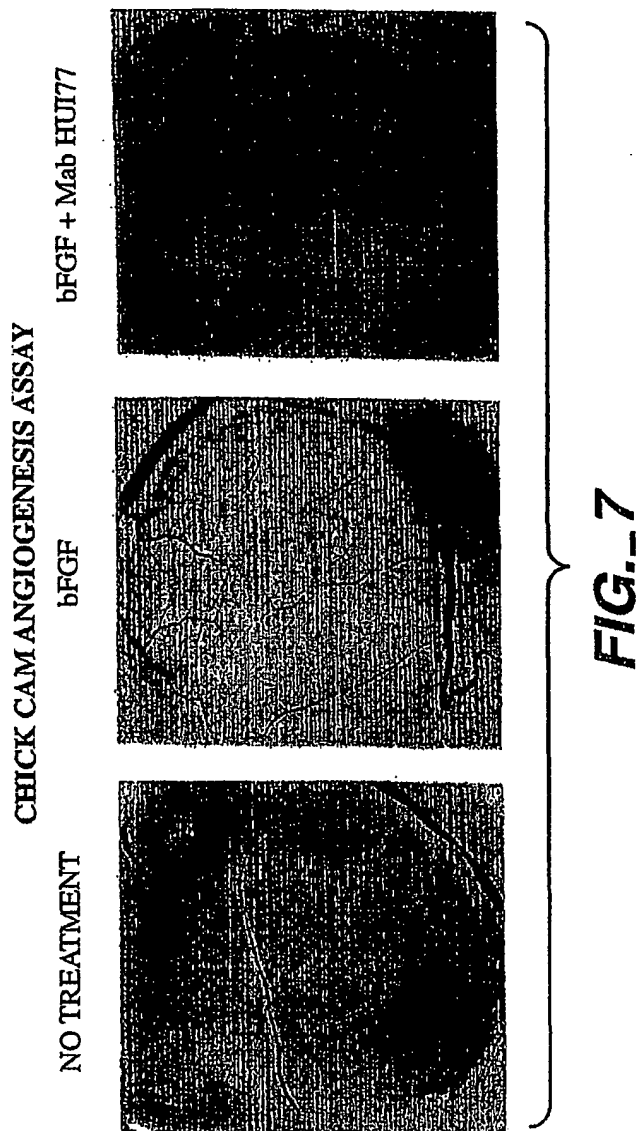 CHICK CAM ANGIOGENESIS ASSAY
NO TREATMENT
bFGF
bFGF + Mab HUI77
FIG._7